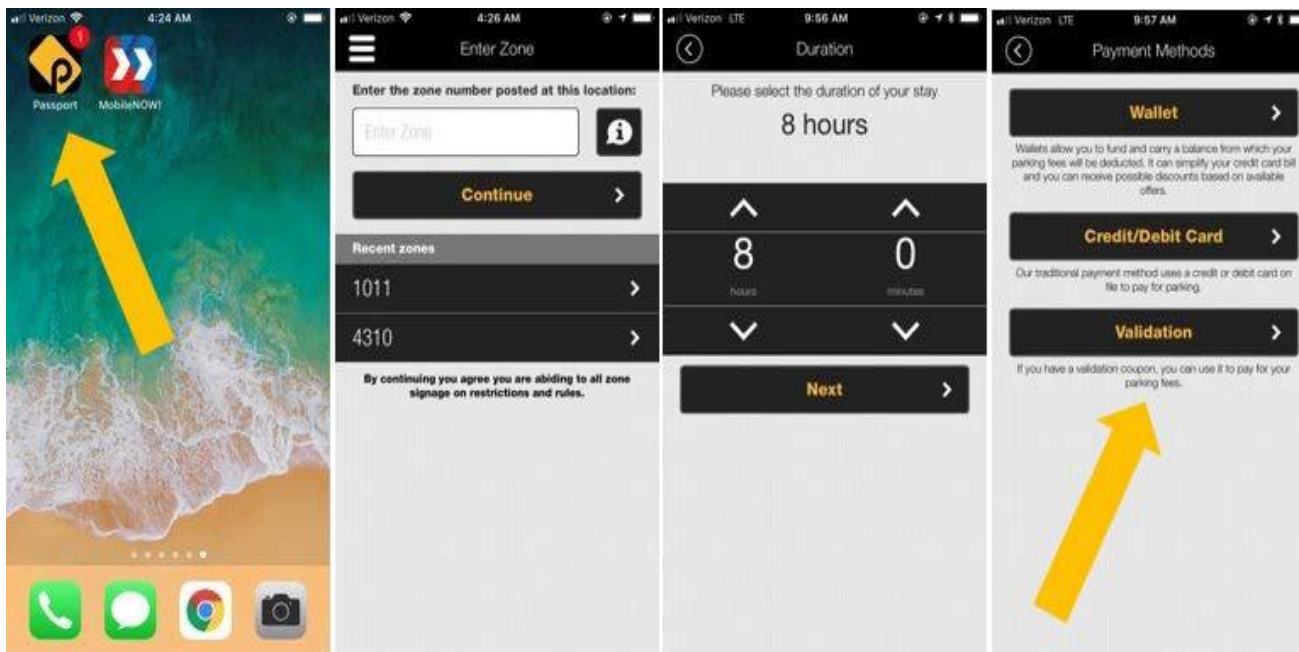 Verizon 4:24 AM
1
Passport MobileNOW!
Verizon 4:26 AM
Enter Zone
Enter the zone number posted at this location:
Enter Zone
Continue
Recent zones
1011
4310
By continuing you agree you are abiding to all zone
signage on restrictions and rules.
Verizon LTE 9:56 AM
Duration
Please select the duration of your stay
8 hours
8 0
hours minutes
Next
Verizon LTE 9:57 AM
Payment Methods
Wallet
Wallets allow you to fund and carry a balance from which your
parking fees will be deducted. It can simplify your credit card bill
and you can receive possible discounts based on available
offers.
Credit/Debit Card
Our traditional payment method uses a credit or debit card on
file to pay for parking.
Validation
If you have a validation coupon, you can use it to pay for your
parking fees.